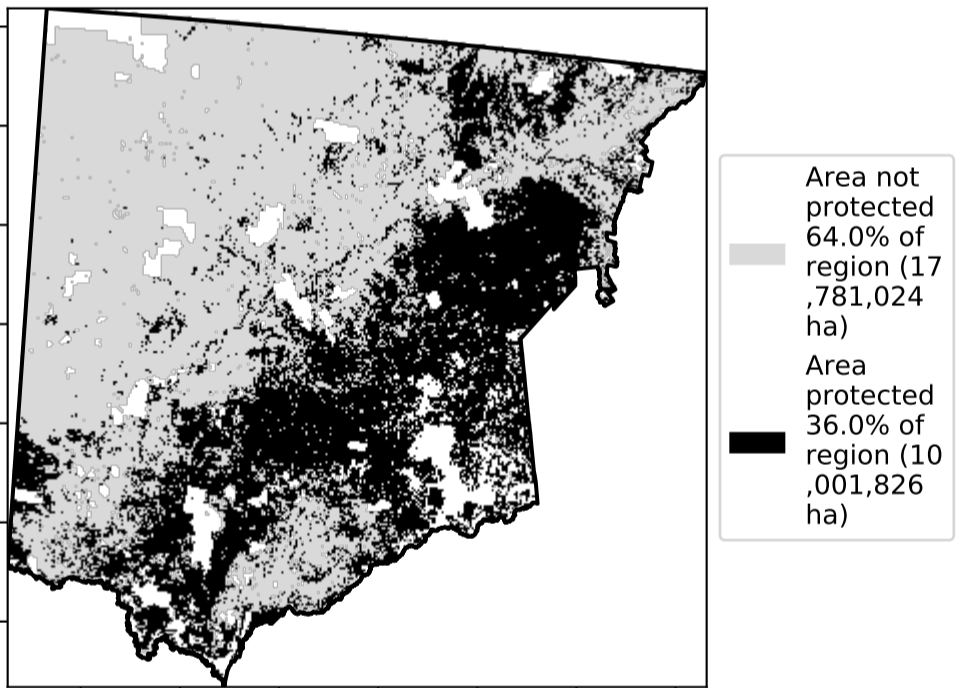 Area not
protected
64.0% of
region (17
,781,024
ha)
Area
protected
36.0% of
region (10
,001,826
ha)